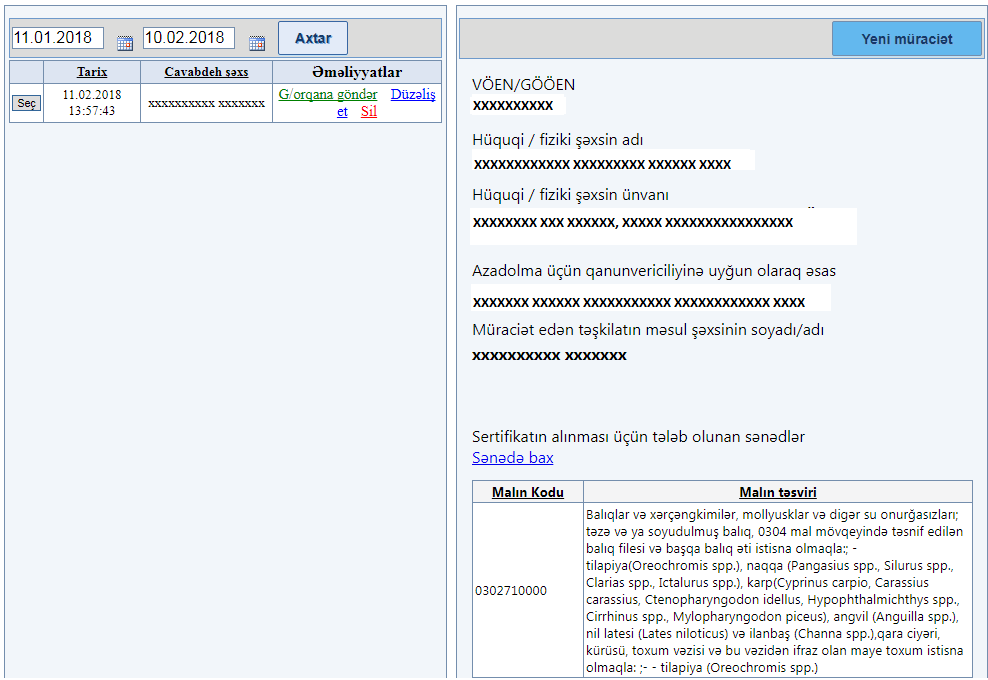 11.01.2018 10.02.2018 Axtar
Tarix Cavabdeh şəxs Əməliyyatlar
Seç 11.02.2018 13:57:43 xxxxxxxxxx xxxxxxx G/orqana göndər Düzəliş
et Sil
Yeni müraciət
VÖEN/GÖÖEN
xxxxxxxxxx
Hüquqi / fiziki şəxsin adı
xxxxxxxxxxxx xxxxxxxxx xxxxxx xxxx
Hüquqi / fiziki şəxsin ünvanı
xxxxxxxx xxx xxxxxx, xxxxx xxxxxxxxxxxxxxxx
Azadolma üçün qanunvericiliyinə uyğun olaraq əsas
xxxxxxx xxxxxx xxxxxxxxxxx xxxxxxxxxxxx xxxx
Müraciət edən təşkilatın məsul şəxsinin soyadı/adı
xxxxxxxxxx xxxxxxx
Sertifikatın alınması üçün tələb olunan sənədlər
Sənədə bax
Malın Kodu Malın təsviri
0302710000
Balıqlar və xərçəngkimilər, mollyusklar və digər su onurğasızları;
təzə və ya soyudulmuş balıq, 0304 mal mövqeyində təsnif edilən
balıq filesi və başqa balıq əti istisna olmaqla:; -
tilapiya(Oreochromis spp.), naqqa (Pangasius spp., Silurus spp.,
Clarias spp., Ictalurus spp.), karp(Cyprinus carpio, Carassius
carassius, Ctenopharyngodon idellus, Hypophthalmichthys spp.,
Cirrhinus spp., Mylopharyngodon piceus), angvil (Anguilla spp.),
nil latesi (Lates niloticus) və ilanbaş (Channa spp.),qara ciyəri,
kürüsü, toxum vəzisi və bu vəzidən ifraz olan maye toxum istisna
olmaqla: ;- - tilapiya (Oreochromis spp.)